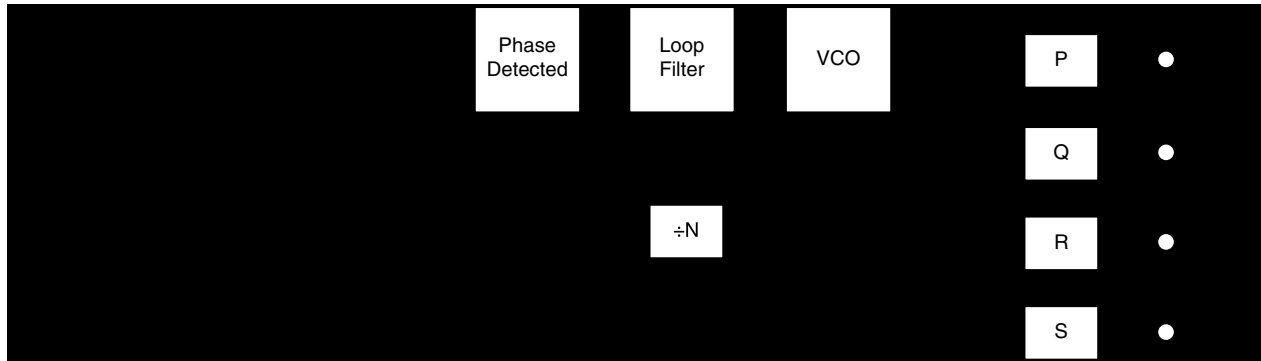 Phase
Detected
Loop
Filter
VCO
P
Q
÷N
R
S